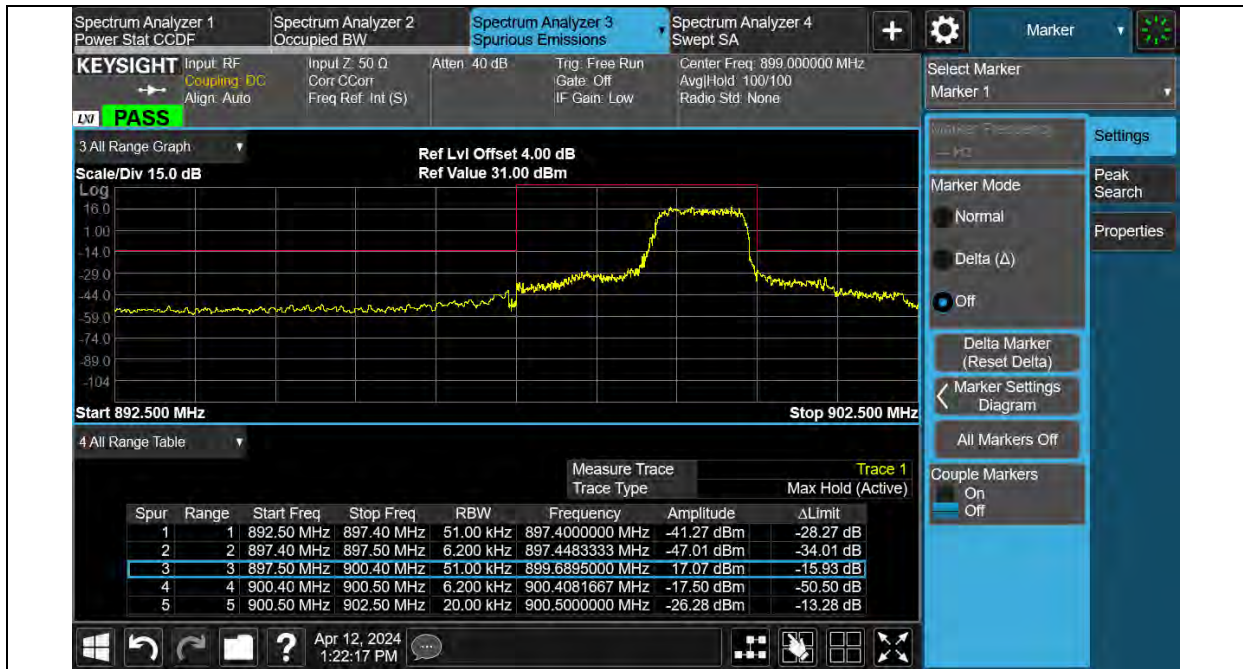 Spectrum Analyzer 1
Power Stat CCDF
Spectrum Analyzer 2
Occupied BW
Spectrum Analyzer 3
Spurious Emissions
Spectrum Analyzer 4
Swept SA
+
Marker
KEYSIGHT
Input: RF
Coupling: DC
Align: Auto
Input Z: 50 Ω
Corr CCorr
Freq Ref: Int (S)
Atten: 40 dB
Trig: Free Run
Gate: Off
IF Gain: Low
Center Freq: 899.000000 MHz
Avg|Hold: 100/100
Radio Std: None
LXI
PASS
Select Marker
Marker 1
Marker Frequency
--- Hz
Settings
Peak
Search
Properties
Marker Mode
Normal
Delta (Δ)
Off
Delta Marker
(Reset Delta)
Marker Settings
Diagram
All Markers Off
Couple Markers
On
Off
3 All Range Graph
Scale/Div 15.0 dB
Ref Lvl Offset 4.00 dB
Ref Value 31.00 dBm
Log
16.0
1.00
-14.0
-29.0
-44.0
-59.0
-74.0
-89.0
-104
Start 892.500 MHz
Stop 902.500 MHz
4 All Range Table
Measure Trace Trace 1
Trace Type Max Hold (Active)
Spur Range Start Freq Stop Freq RBW Frequency Amplitude ΔLimit
1 1 892.50 MHz 897.40 MHz 51.00 kHz 897.4000000 MHz -41.27 dBm -28.27 dB
2 2 897.40 MHz 897.50 MHz 6.200 kHz 897.4483333 MHz -47.01 dBm -34.01 dB
3 3 897.50 MHz 900.40 MHz 51.00 kHz 899.6895000 MHz 17.07 dBm -15.93 dB
4 4 900.40 MHz 900.50 MHz 6.200 kHz 900.4081667 MHz -17.50 dBm -50.50 dB
5 5 900.50 MHz 902.50 MHz 20.00 kHz 900.5000000 MHz -26.28 dBm -13.28 dB
?
Apr 12, 2024
1:22:17 PM